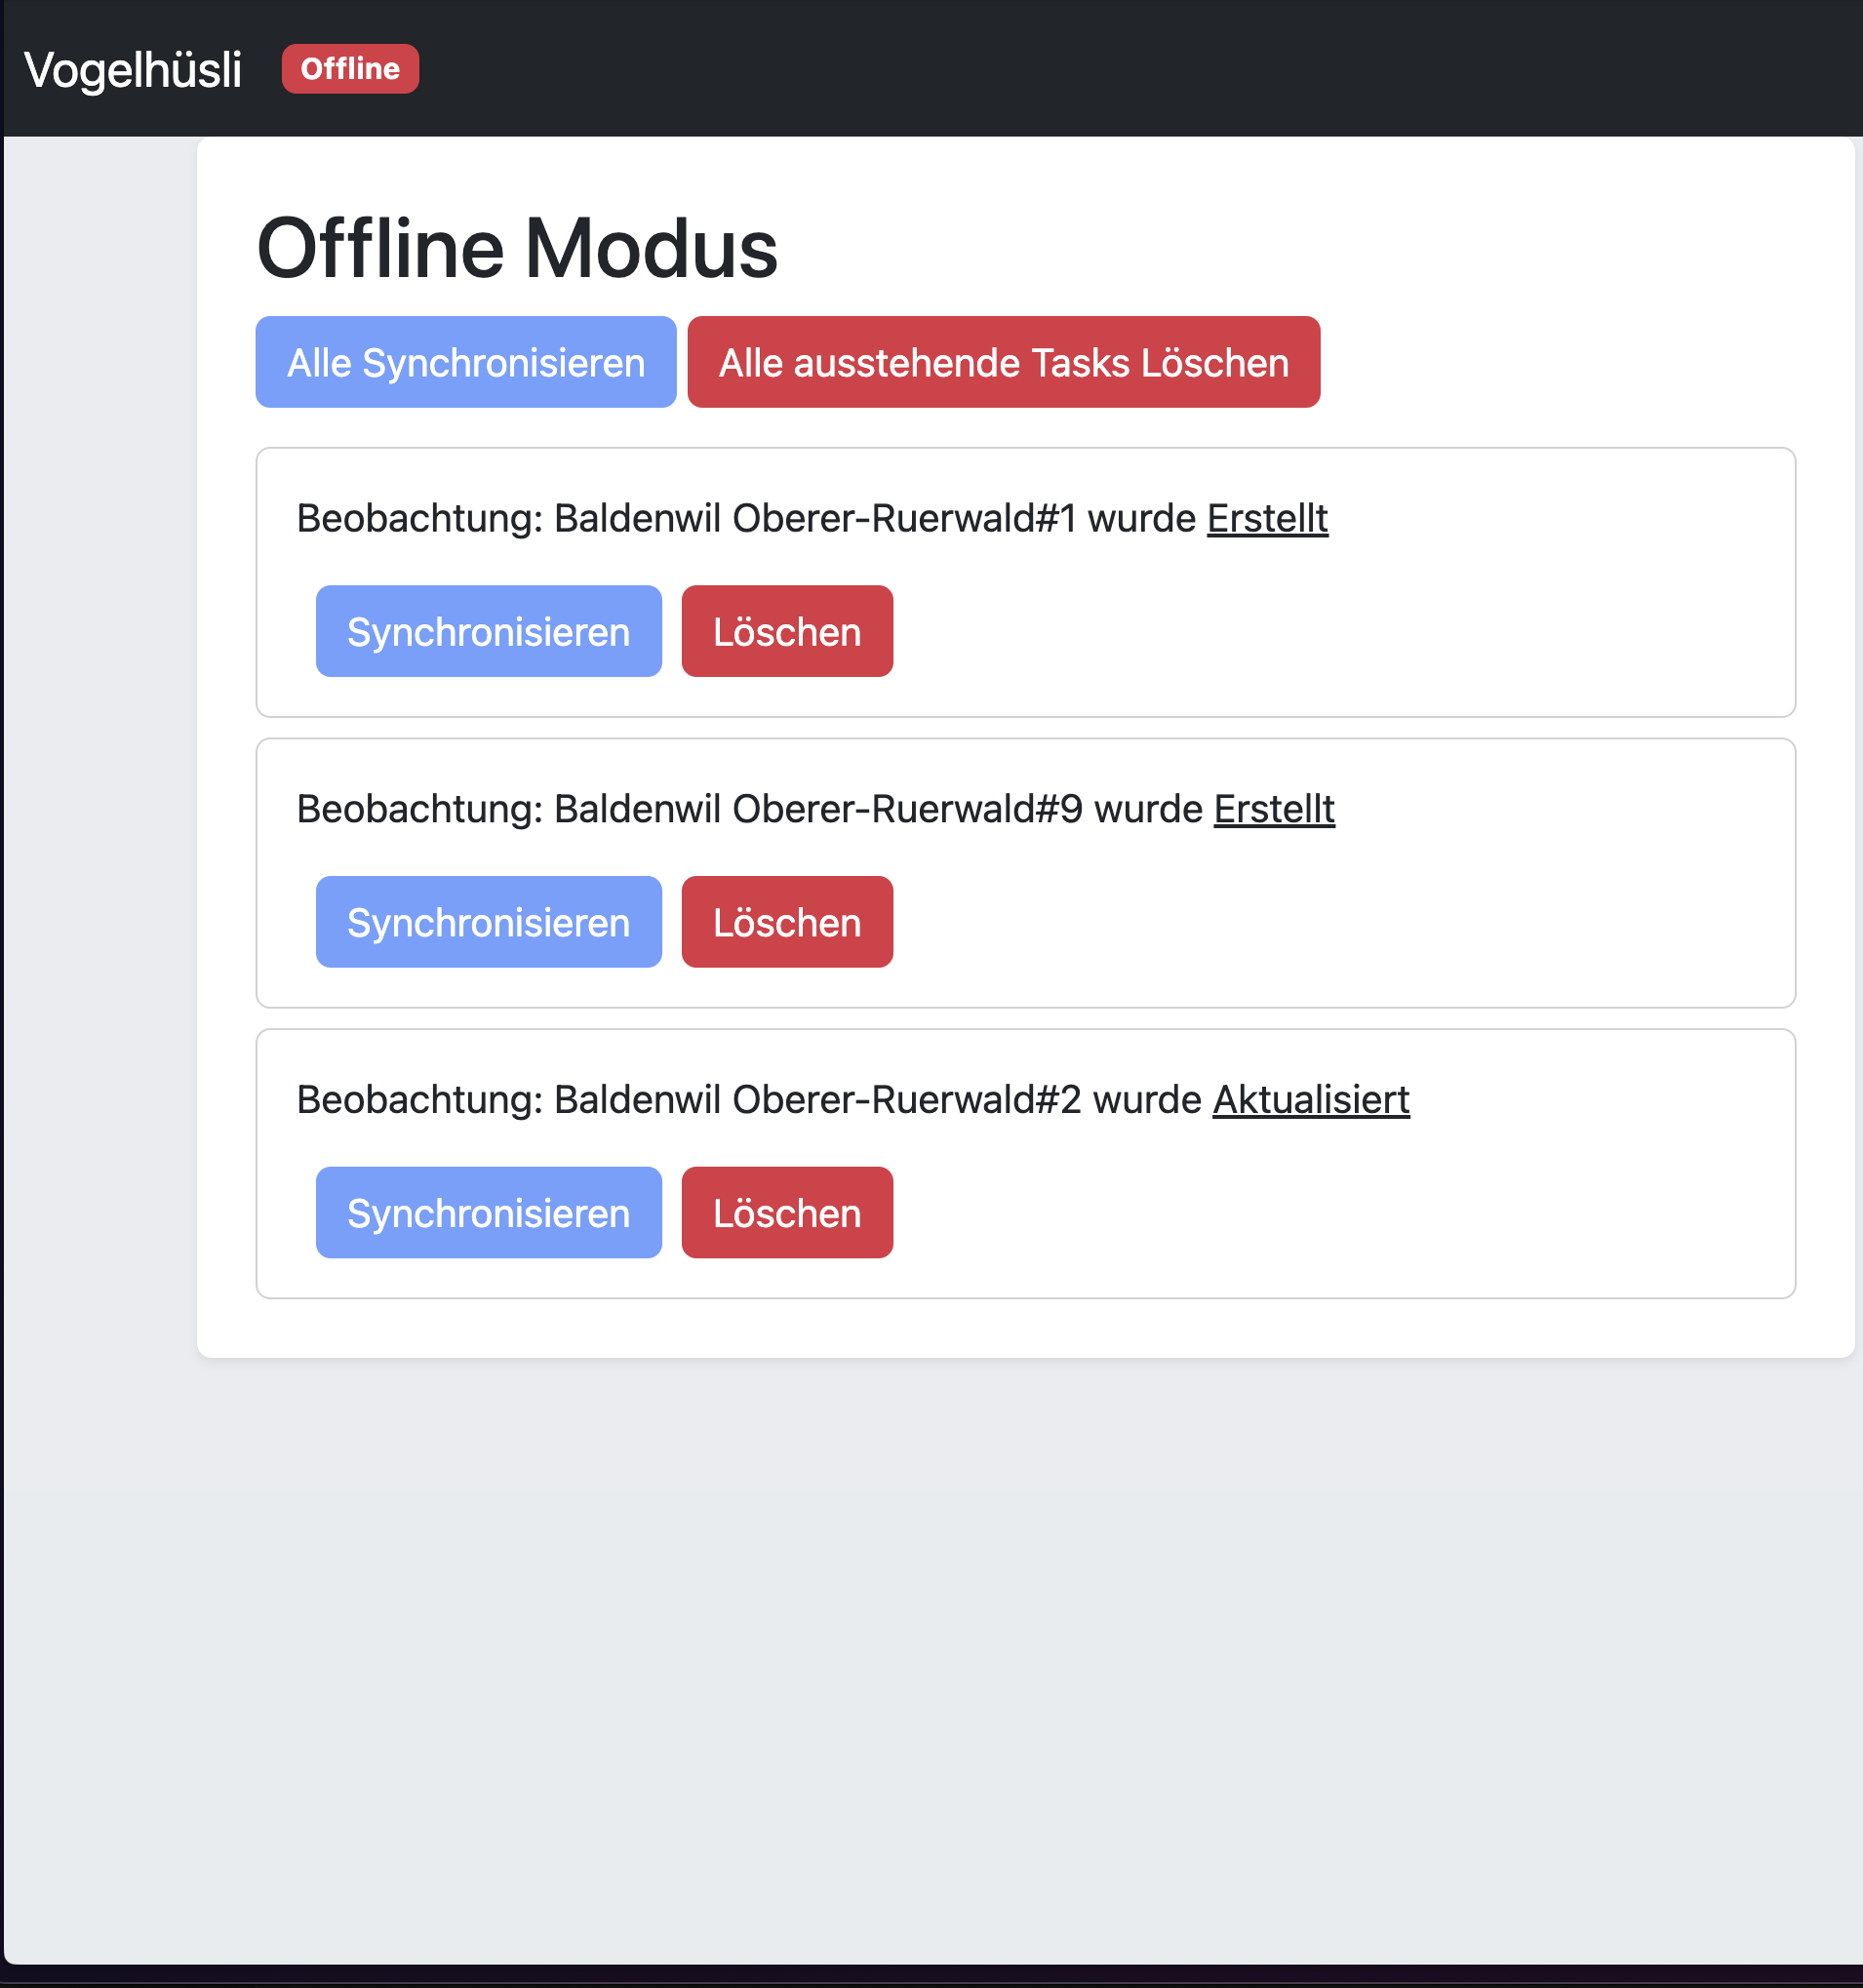 Vogelhüsli Offline
Offline Modus
Alle Synchronisieren Alle ausstehende Tasks Löschen
Beobachtung: Baldenwil Oberer-Ruerwald#1 wurde Erstellt
Synchronisieren Löschen
Beobachtung: Baldenwil Oberer-Ruerwald#9 wurde Erstellt
Synchronisieren Löschen
Beobachtung: Baldenwil Oberer-Ruerwald#2 wurde Aktualisiert
Synchronisieren Löschen